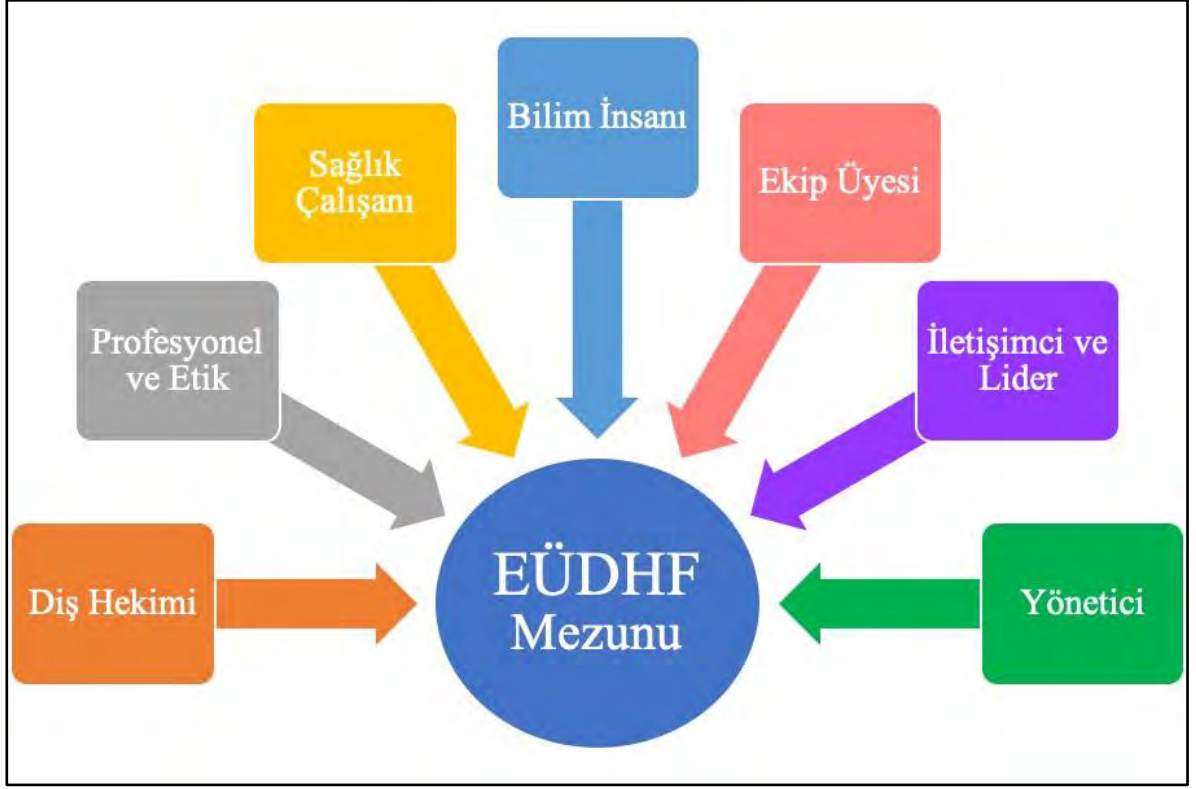 Bilim İnsanı
Sağlık
Çalışanı
Ekip Üyesi
Profesyonel
ve Etik
İletişimci ve
Lider
Diş Hekimi
EÜDHF
Mezunu
Yönetici